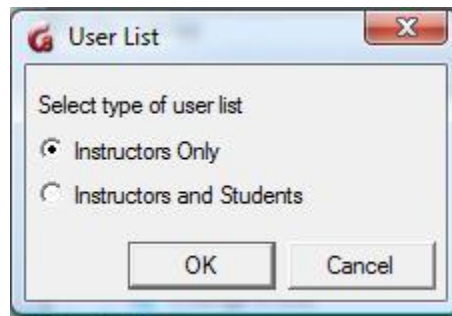 User List
Select type of user list
Instructors Only
Instructors and Students
OK Cancel